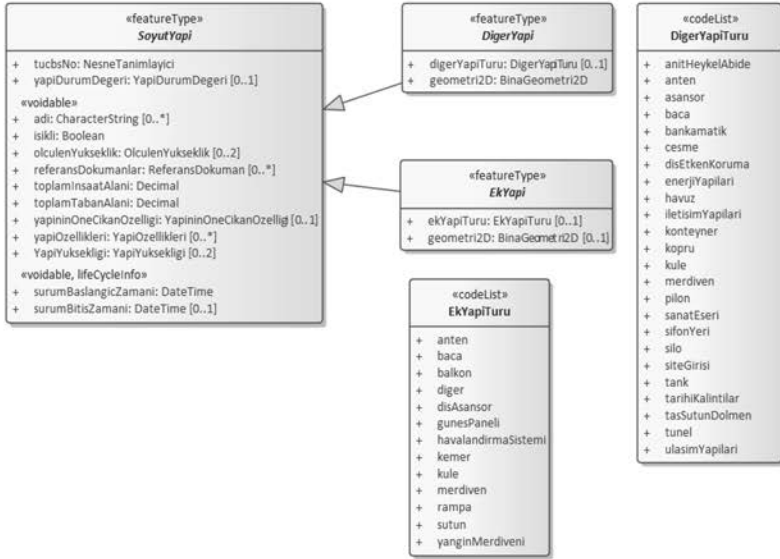 «featureType»
SoyutYapi
+ tucbsNo: NesneTanimlayici
+ yapiDurumDegeri: YapiDurumDegeri [0..1]
«voidable»
+ adi: CharacterString [0..*]
+ isikli: Boolean
+ olculenYukseklik: OlculenYukseklik [0..2]
+ referansDokumanlar: ReferansDokuman [0..*]
+ toplamInsaatAlani: Decimal
+ toplamTabanAlani: Decimal
+ yapininOneCikanOzelligi: YapininOneCikanOzelligi [0..1]
+ yapiOzellikleri: YapiOzellikleri [0..*]
+ YapiYuksekligi: YapiYuksekligi [0..2]
«voidable, lifeCycleInfo»
+ surumBaslangicZamani: DateTime
+ surumBitisZamani: DateTime [0..1]
«featureType»
DigerYapi
+ digerYapiTuru: DigerYapiTuru [0..1]
+ geometri2D: BinaGeometri2D
«featureType»
EkYapi
+ ekYapiTuru: EkYapiTuru [0..1]
+ geometri2D: BinaGeometri2D [0..1]
«codeList»
EkYapiTuru
+ anten
+ baca
+ balkon
+ diger
+ disAsansor
+ gunesPaneli
+ havalandirmaSistemi
+ kemer
+ kule
+ merdiven
+ rampa
+ sutun
+ yanginMerdiveni
«codeList»
DigerYapiTuru
+ anitHeykelAbide
+ anten
+ asansor
+ baca
+ bankamatik
+ cesme
+ disEtkenKoruma
+ enerjiYapilari
+ havuz
+ iletisimYapilari
+ konteyner
+ kopru
+ kule
+ merdiven
+ pilon
+ sanatEseri
+ sifonYeri
+ silo
+ siteGirisi
+ tank
+ tarihiKalintilar
+ tasSutunDolmen
+ tunel
+ ulasimYapilari